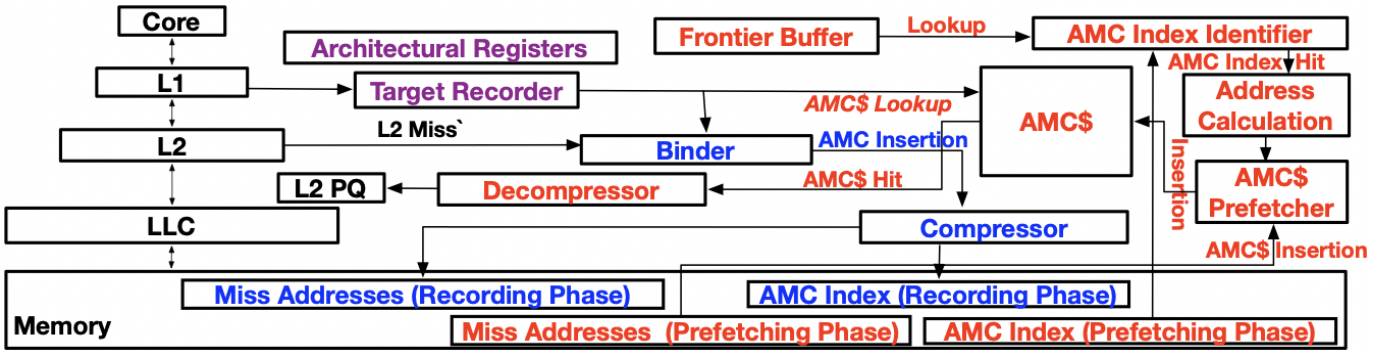 Core
Frontier Buffer
Lookup
AMC Index Identifier
Architectural Registers
AMC Index Hit
L1
Target Recorder
AMC$ Lookup
AMC$
Address
Calculation
L2 Miss`
L2
Binder
AMC Insertion
Insertion
L2 PQ
Decompressor
AMC$ Hit
AMC$
Prefetcher
LLC
Compressor
AMC$ Insertion
Miss Addresses (Recording Phase)
AMC Index (Recording Phase)
Memory
Miss Addresses (Prefetching Phase)
AMC Index (Prefetching Phase)